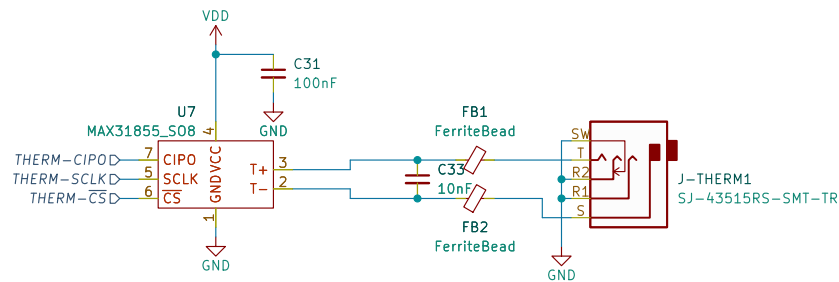 VDD
C31
100nF
GND
U7
MAX31855_SO8
4
VCC
GND
THERM-CIPO
7
CIPO
THERM-SCLK
5
SCLK
THERM-CS
6
CS
T+
3
T-
2
1
GND
FB1
FerriteBead
C33
10nF
FB2
FerriteBead
SW
T
R2
R1
S
J-THERM1
SJ-43515RS-SMT-TR
GND